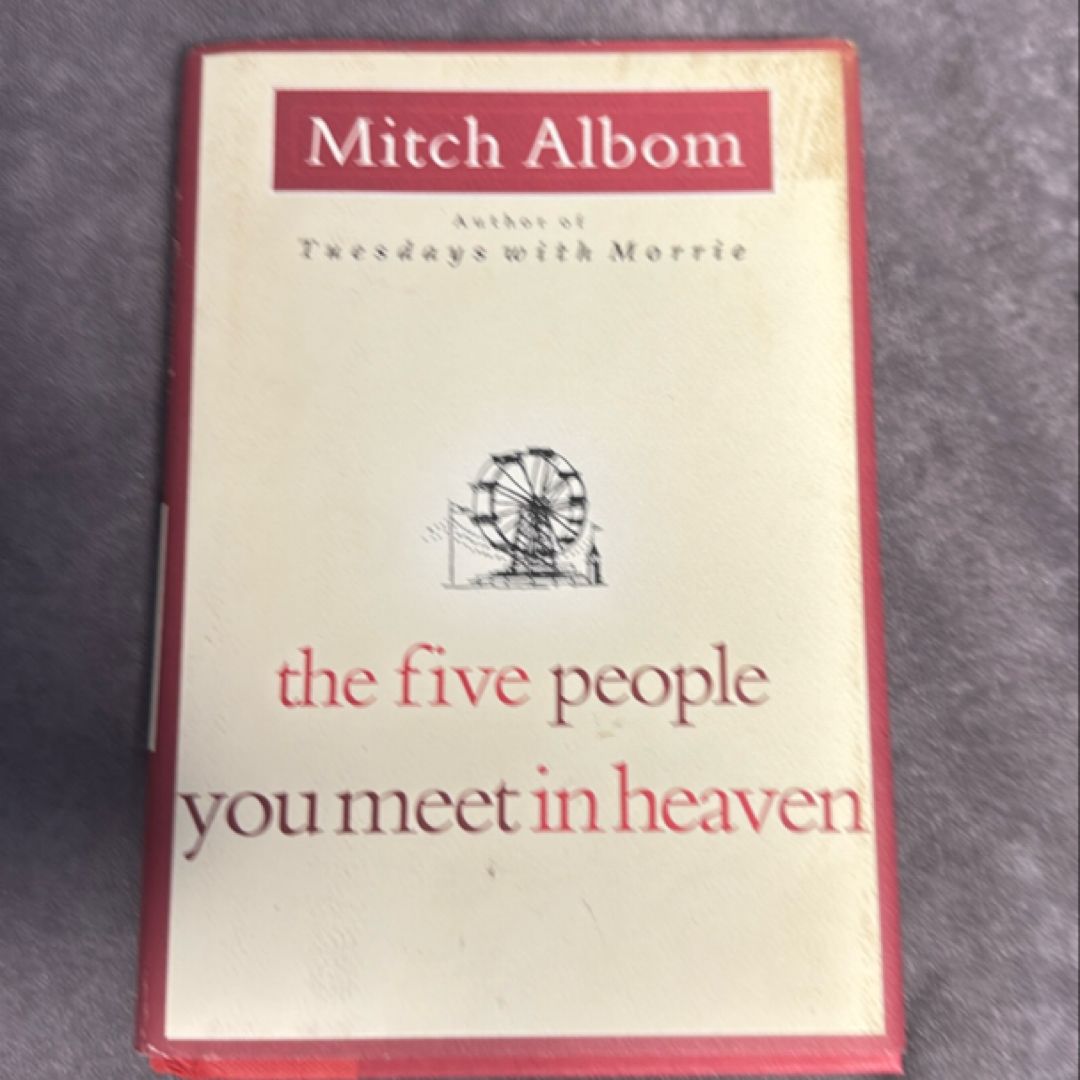 Mitch Albom
Author of
Tuesdays with Morrie
the five people
you meet in heaven